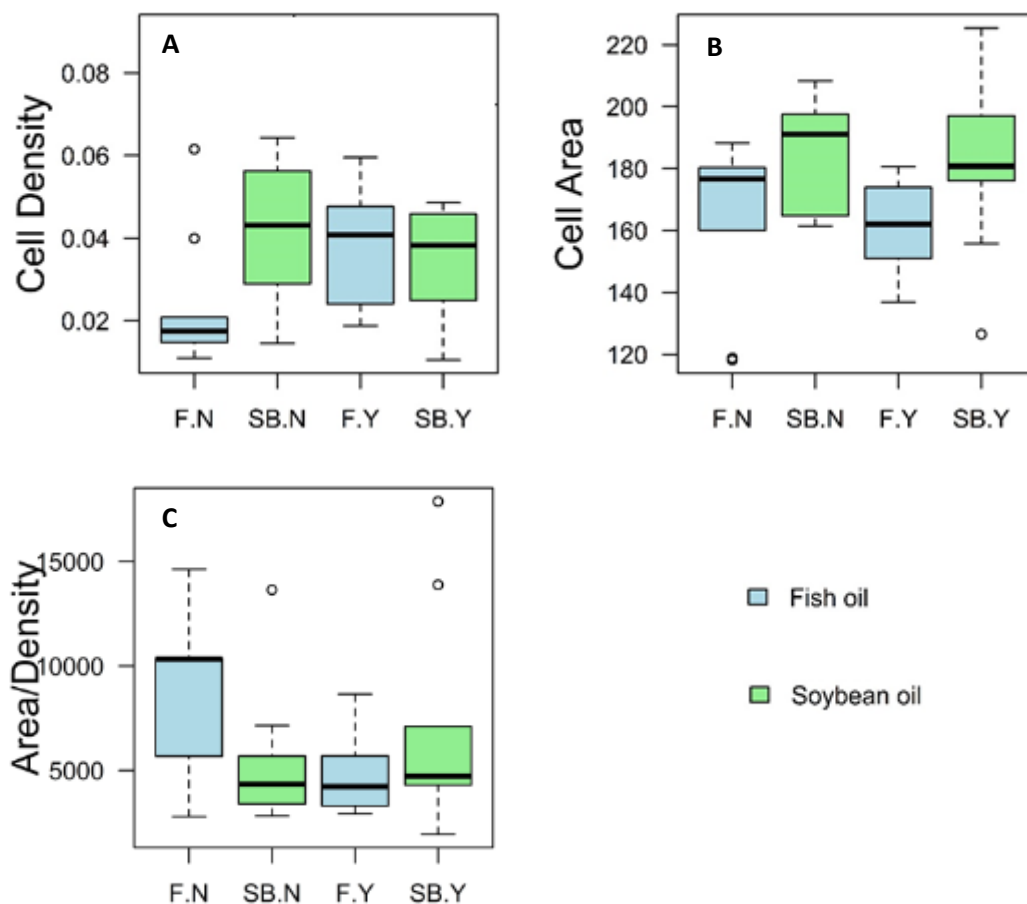 A
Cell Density
0.08
0.06
0.04
0.02
F.N SB.N F.Y SB.Y
B
Cell Area
220
200
180
160
140
120
F.N SB.N F.Y SB.Y
C
Area/Density
15000
10000
5000
F.N SB.N F.Y SB.Y
Fish oil
Soybean oil